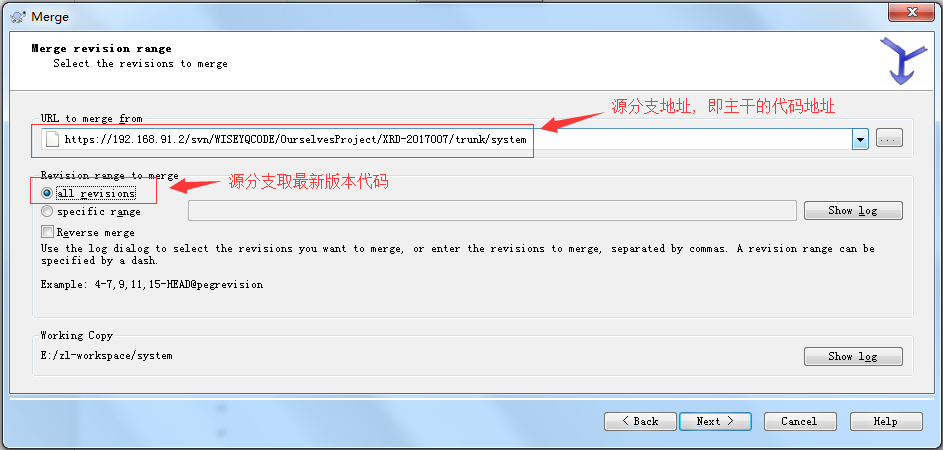 Merge
Merge revision range
Select the revisions to merge
源分支地址，即主干的代码地址
URL to merge from
https://192.168.91.2/svn/WISEYQCODE/OurselvesProject/XRD-2017007/trunk/system
...
Revision range to merge
源分支取最新版本代码
all revisions
specific range
Show log
Reverse merge
Use the log dialog to select the revisions you want to merge, or enter the revisions to merge, separated by commas. A revision range can be
specified by a dash.
Example: 4-7,9,11,15-HEAD@pegrevision
Working Copy
E:/zl-workspace/system
Show log
< Back
Next >
Cancel
Help